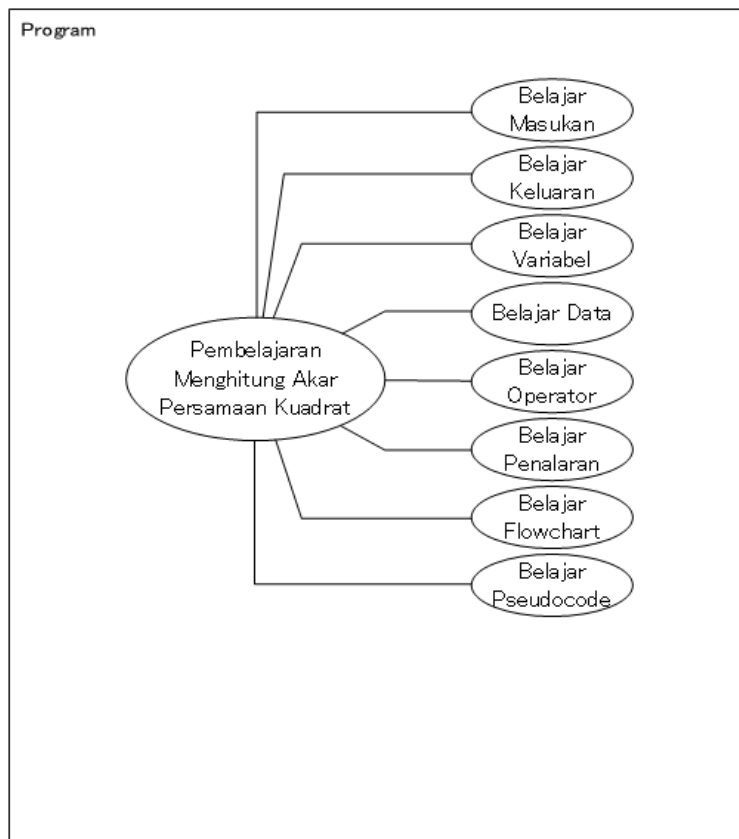 Program
Belajar
Masukan
Belajar
Keluaran
Belajar
Variabel
Belajar Data
Pembelajaran
Menghitung Akar
Persamaan Kuadrat
Belajar
Operator
Belajar
Penalaran
Belajar
Flowchart
Belajar
Pseudocode